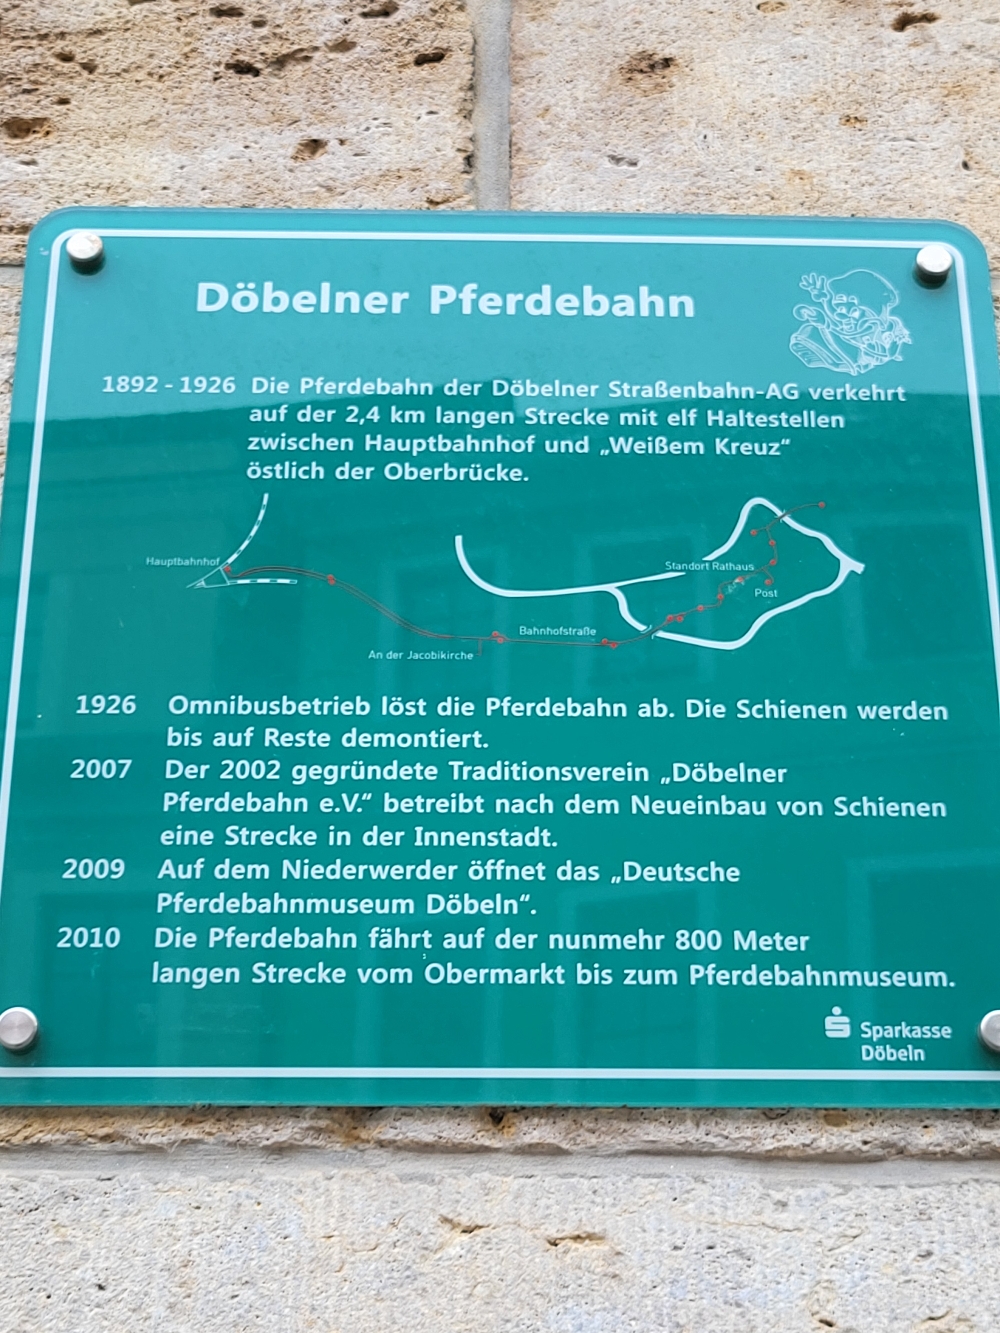 Döbelner Pferdebahn
1892 - 1926 Die Pferdebahn der Döbelner Straßenbahn-AG verkehrt
auf der 2,4 km langen Strecke mit elf Haltestellen
zwischen Hauptbahnhof und „Weißem Kreuz“
östlich der Oberbrücke.
Hauptbahnhof
Standort Rathaus
Post
Bahnhofstraße
An der Jacobikirche
1926 Omnibusbetrieb löst die Pferdebahn ab. Die Schienen werden
bis auf Reste demontiert.
2007 Der 2002 gegründete Traditionsverein „Döbelner
Pferdebahn e.V.“ betreibt nach dem Neueinbau von Schienen
eine Strecke in der Innenstadt.
2009 Auf dem Niederwerder öffnet das „Deutsche
Pferdebahnmuseum Döbeln“.
2010 Die Pferdebahn fährt auf der nunmehr 800 Meter
langen Strecke vom Obermarkt bis zum Pferdebahnmuseum.
Sparkasse
Döbeln